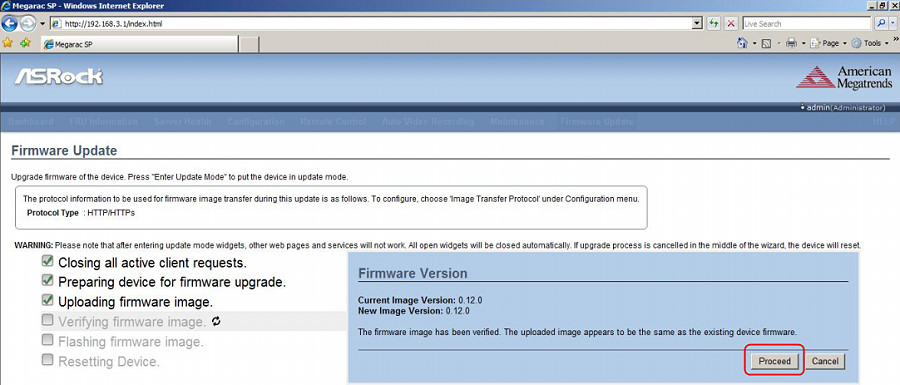 Megarac SP - Windows Internet Explorer
http://192.168.3.1/index.html
Live Search
Megarac SP
Page
Tools
ASRock
American Megatrends
admin(Administrator)
Dashboard FRU Information Server Health Configuration Remote Control Auto Video Recording Maintenance Firmware Update HELP
Firmware Update
Upgrade firmware of the device. Press "Enter Update Mode" to put the device in update mode.
The protocol information to be used for firmware image transfer during this update is as follows. To configure, choose 'Image Transfer Protocol' under Configuration menu.
Protocol Type : HTTP/HTTPs
WARNING: Please note that after entering update mode widgets, other web pages and services will not work. All open widgets will be closed automatically. If upgrade process is cancelled in the middle of the wizard, the device will reset.
Closing all active client requests.
Preparing device for firmware upgrade.
Uploading firmware image.
Verifying firmware image.
Flashing firmware image.
Resetting Device.
Firmware Version
Current Image Version: 0.12.0
New Image Version: 0.12.0
The firmware image has been verified. The uploaded image appears to be the same as the existing device firmware.
Proceed Cancel